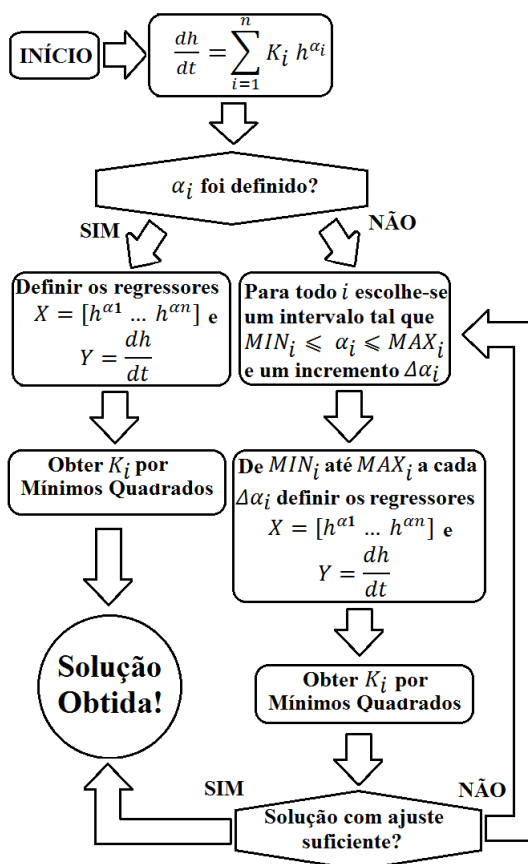 INÍCIO
dh/dt = ∑_{i=1}^{n} K_i h^{α_i}
α_i foi definido?
SIM
NÃO
Definir os regressores
X = [h^{α1} ... h^{αn}] e
Y = dh/dt
Para todo i escolhe-se
um intervalo tal que
MIN_i ⩽ α_i ⩽ MAX_i
e um incremento Δα_i
Obter K_i por
Mínimos Quadrados
De MIN_i até MAX_i a cada
Δα_i definir os regressores
X = [h^{α1} ... h^{αn}] e
Y = dh/dt
Solução
Obtida!
Obter K_i por
Mínimos Quadrados
SIM
NÃO
Solução com ajuste
suficiente?